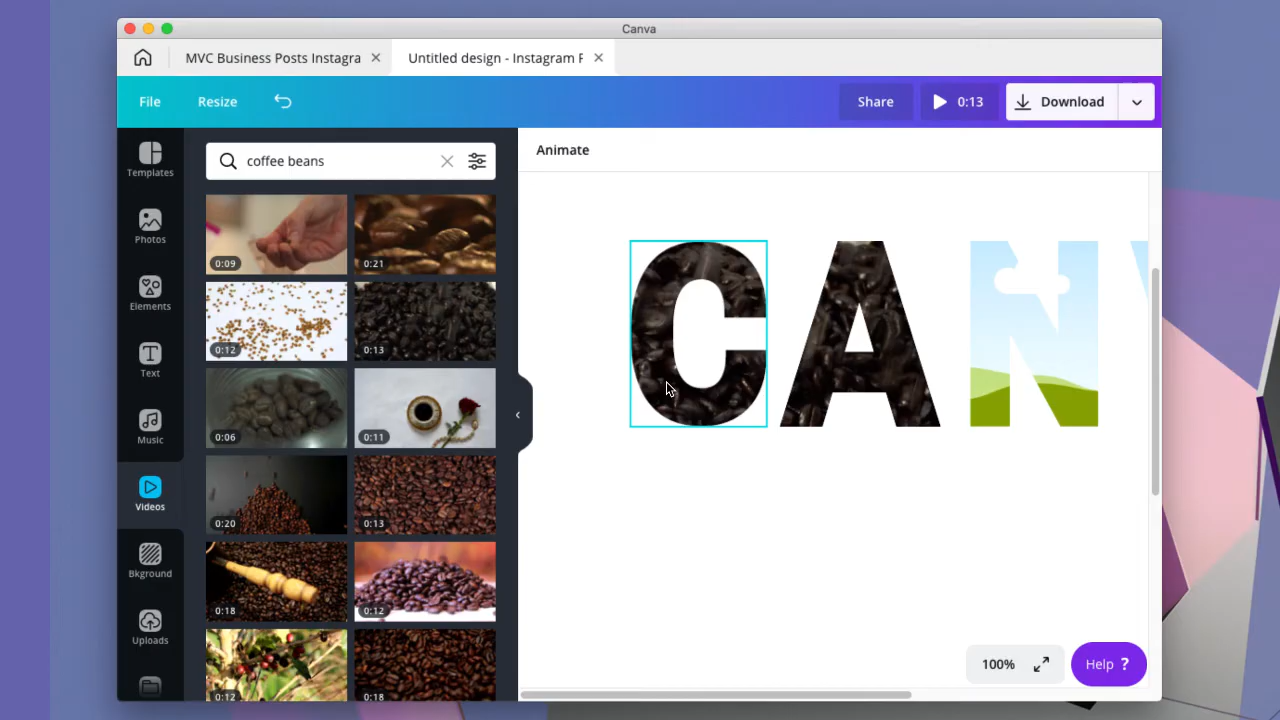 Canva
MVC Business Posts Instagra
Untitled design - Instagram F
File
Resize
Share
0:13
Download
Templates
Photos
Elements
Text
Music
Videos
Bkground
Uploads
coffee beans
0:09
0:21
0:12
0:13
0:06
0:11
0:20
0:13
0:18
0:12
0:12
0:18
Animate
CAN
100%
Help ?